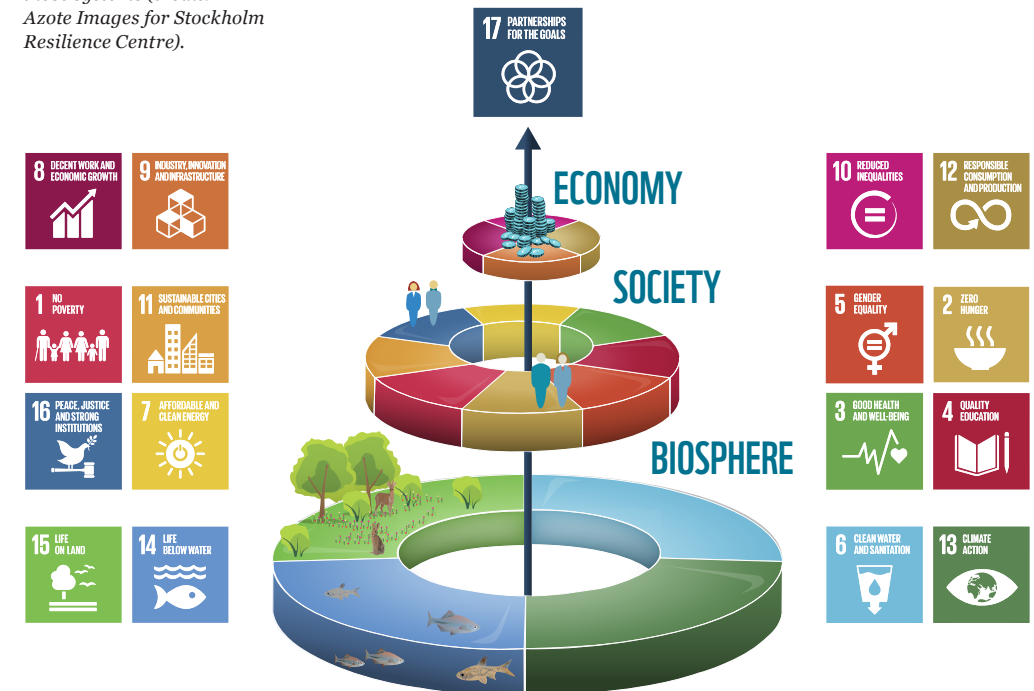 Azote Images for Stockholm
Resilience Centre).
17 PARTNERSHIPS
FOR THE GOALS
8 DECENT WORK AND
ECONOMIC GROWTH
9 INDUSTRY, INNOVATION
AND INFRASTRUCTURE
ECONOMY
10 REDUCED
INEQUALITIES
12 RESPONSIBLE
CONSUMPTION
AND PRODUCTION
SOCIETY
1 NO
POVERTY
11 SUSTAINABLE CITIES
AND COMMUNITIES
5 GENDER
EQUALITY
2 ZERO
HUNGER
16 PEACE, JUSTICE
AND STRONG
INSTITUTIONS
7 AFFORDABLE AND
CLEAN ENERGY
3 GOOD HEALTH
AND WELL-BEING
4 QUALITY
EDUCATION
BIOSPHERE
15 LIFE
ON LAND
14 LIFE
BELOW WATER
6 CLEAN WATER
AND SANITATION
13 CLIMATE
ACTION